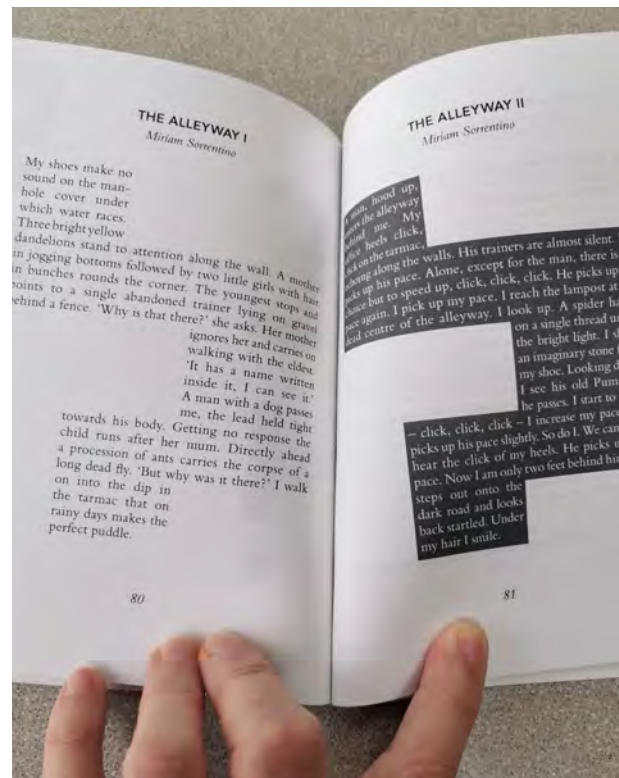 THE ALLEYWAY I
Miriam Sorrentino
My shoes make no
sound on the man-
hole cover under
which water races.
Three bright yellow
dandelions stand to attention along the wall. A mother
in jogging bottoms followed by two little girls with hair
in bunches rounds the corner. The youngest stops and
points to a single abandoned trainer lying on gravel
behind a fence. ‘Why is that there?’ she asks. Her mother
ignores her and carries on
walking with the eldest.
‘It has a name written
inside it, I can see it.’
A man with a dog passes
me, the lead held tight
towards his body. Getting no response the
child runs after her mum. Directly ahead
a procession of ants carries the corpse of a
long dead fly. ‘But why was it there?’ I walk
on into the dip in
the tarmac that on
rainy days makes the
perfect puddle.
80
THE ALLEYWAY II
Miriam Sorrentino
A man, hood up,
the alleyway
behind me. My
office heels click,
click on the tarmac,
echoing along the walls. His trainers are almost silent.
picks up his pace. Alone, except for the man, there is
choice but to speed up, click, click, click. He picks up
pace again. I pick up my pace. I reach the lampost at
dead centre of the alleyway. I look up. A spider
on a single thread
the bright light. I
an imaginary stone
my shoe. Looking
I see his old
he passes. I start to
– click, click, click – I increase my pace
picks up his pace slightly. So do I. We can
hear the click of my heels. He picks
pace. Now I am only two feet behind
steps out onto the
dark road and looks
back startled. Under
my hair I smile.
81